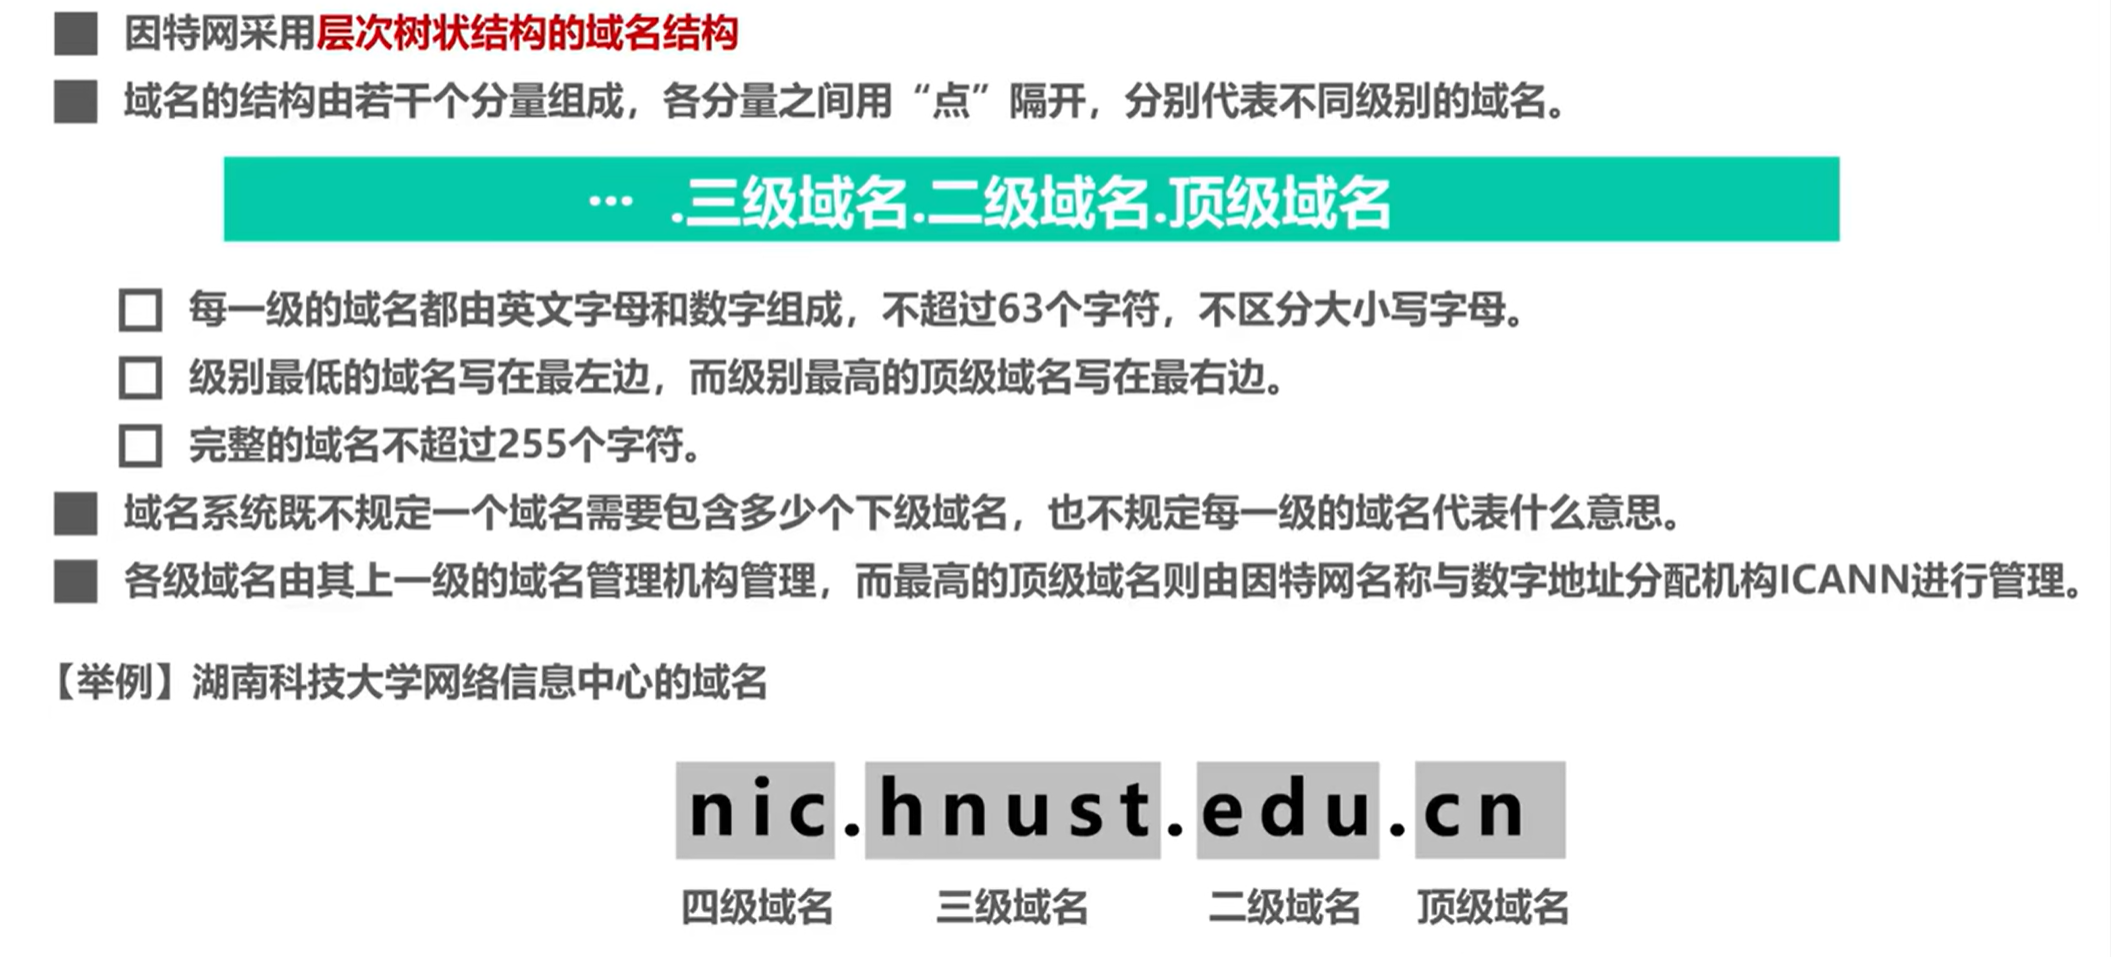 因特网采用层次树状结构的域名结构
域名的结构由若干个分量组成，各分量之间用“点”隔开，分别代表不同级别的域名。
… .三级域名.二级域名.顶级域名
每一级的域名都由英文字母和数字组成，不超过63个字符，不区分大小写字母。
级别最低的域名写在最左边，而级别最高的顶级域名写在最右边。
完整的域名不超过255个字符。
域名系统既不规定一个域名需要包含多少个下级域名，也不规定每一级的域名代表什么意思。
各级域名由其上一级的域名管理机构管理，而最高的顶级域名则由因特网名称与数字地址分配机构ICANN进行管理。
【举例】湖南科技大学网络信息中心的域名
nic.hnust.edu.cn
四级域名 三级域名 二级域名 顶级域名